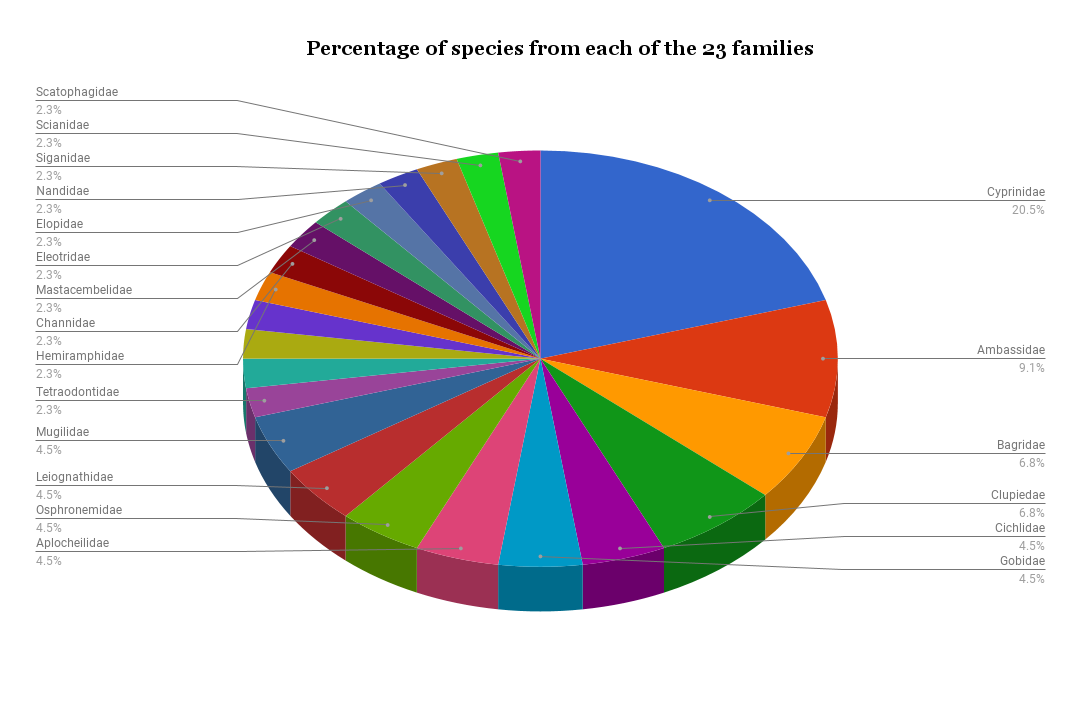 Percentage of species from each of the 23 families
Scatophagidae
2.3%
Scianidae
2.3%
Siganidae
2.3%
Nandidae
2.3%
Elopidae
2.3%
Eleotridae
2.3%
Mastacembelidae
2.3%
Channidae
2.3%
Hemiramphidae
2.3%
Tetraodontidae
2.3%
Mugilidae
4.5%
Leiognathidae
4.5%
Osphronemidae
4.5%
Aplocheilidae
4.5%
Cyprinidae
20.5%
Ambassidae
9.1%
Bagridae
6.8%
Clupiedae
6.8%
Cichlidae
4.5%
Gobidae
4.5%